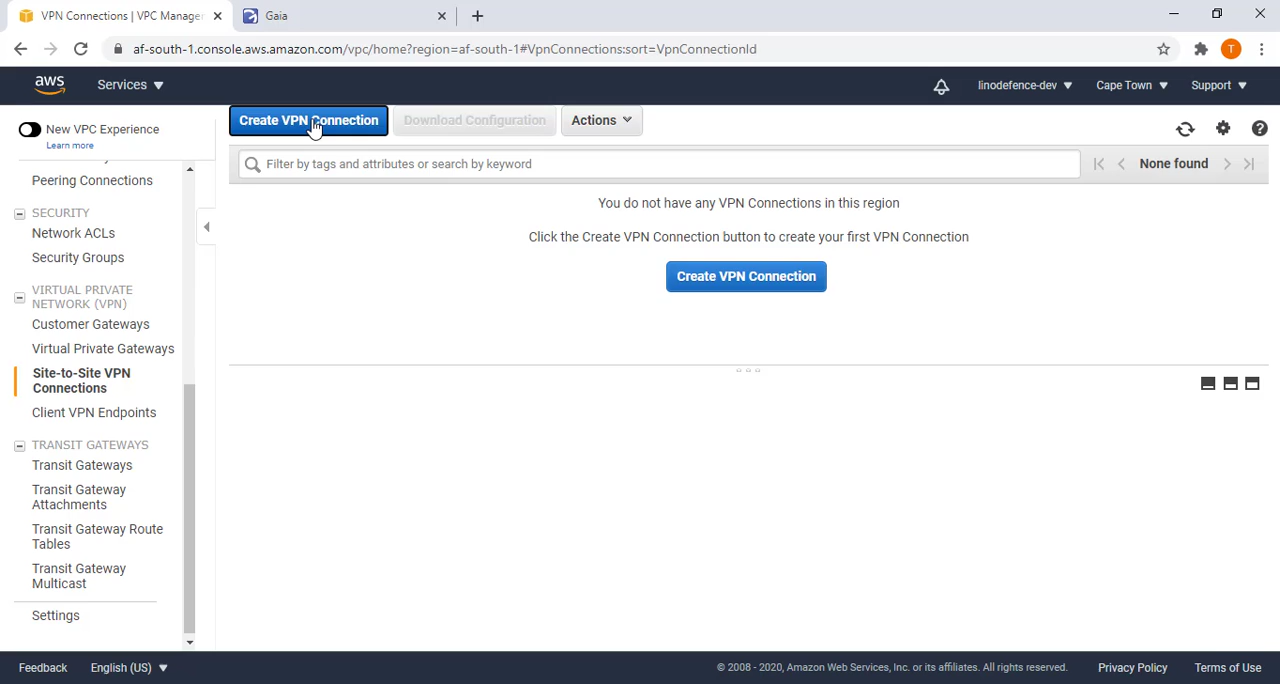 VPN Connections | VPC Manager
Gaia
af-south-1.console.aws.amazon.com/vpc/home?region=af-south-1#VpnConnections:sort=VpnConnectionId
T
aws
Services
linodefence-dev
Cape Town
Support
New VPC Experience
Learn more
Create VPN Connection
Download Configuration
Actions
Filter by tags and attributes or search by keyword
None found
You do not have any VPN Connections in this region
Click the Create VPN Connection button to create your first VPN Connection
Create VPN Connection
Peering Connections
SECURITY
Network ACLs
Security Groups
VIRTUAL PRIVATE
NETWORK (VPN)
Customer Gateways
Virtual Private Gateways
Site-to-Site VPN
Connections
Client VPN Endpoints
TRANSIT GATEWAYS
Transit Gateways
Transit Gateway
Attachments
Transit Gateway Route
Tables
Transit Gateway
Multicast
Settings
Feedback
English (US)
© 2008 - 2020, Amazon Web Services, Inc. or its affiliates. All rights reserved.
Privacy Policy
Terms of Use